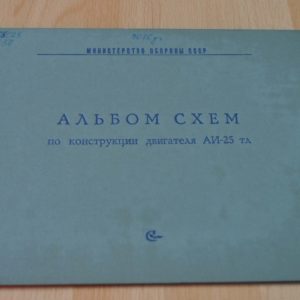 МИНИСТЕРСТВО ОБОРОНЫ СССР
АЛЬБОМ СХЕМ
по конструкции двигателя АИ-25 тл